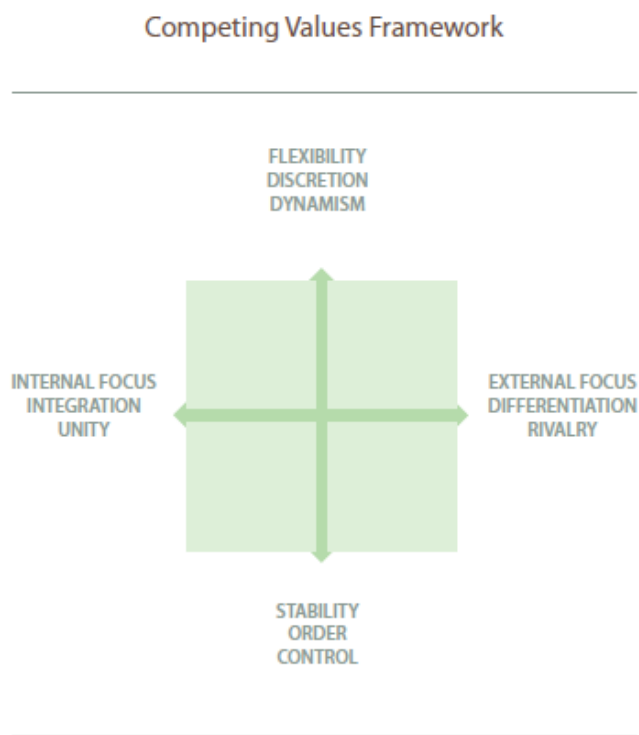 Competing Values Framework
FLEXIBILITY
DISCRETION
DYNAMISM
INTERNAL FOCUS
INTEGRATION
UNITY
EXTERNAL FOCUS
DIFFERENTIATION
RIVALRY
STABILITY
ORDER
CONTROL